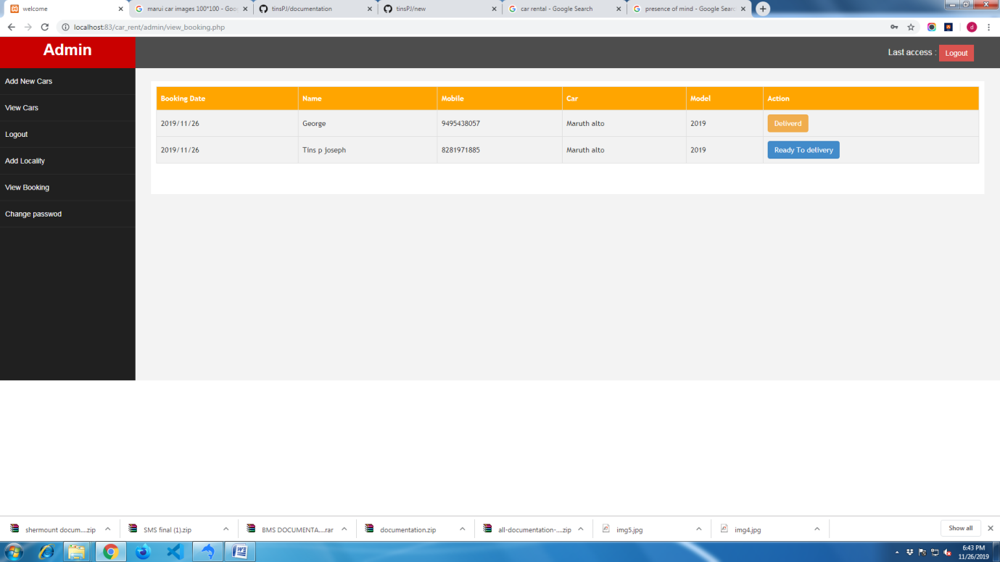 welcome
marui car images 100*100 - Goo
tinsPJ/documentation
tinsPJ/new
car rental - Google Search
presence of mind - Google Searc
localhost:83/car_rent/admin/view_booking.php
d
Admin
Last access : Logout
Add New Cars
View Cars
Logout
Add Locality
View Booking
Change passwod
Booking Date Name Mobile Car Model Action
2019/11/26 George 9495438057 Maruth alto 2019 Deliverd
2019/11/26 Tins p joseph 8281971885 Maruth alto 2019 Ready To delivery
shermount docum....zip
SMS final (1).zip
BMS DOCUMENTA....rar
documentation.zip
all-documentation-....zip
img5.jpg
img4.jpg
Show all
6:43 PM
11/26/2019